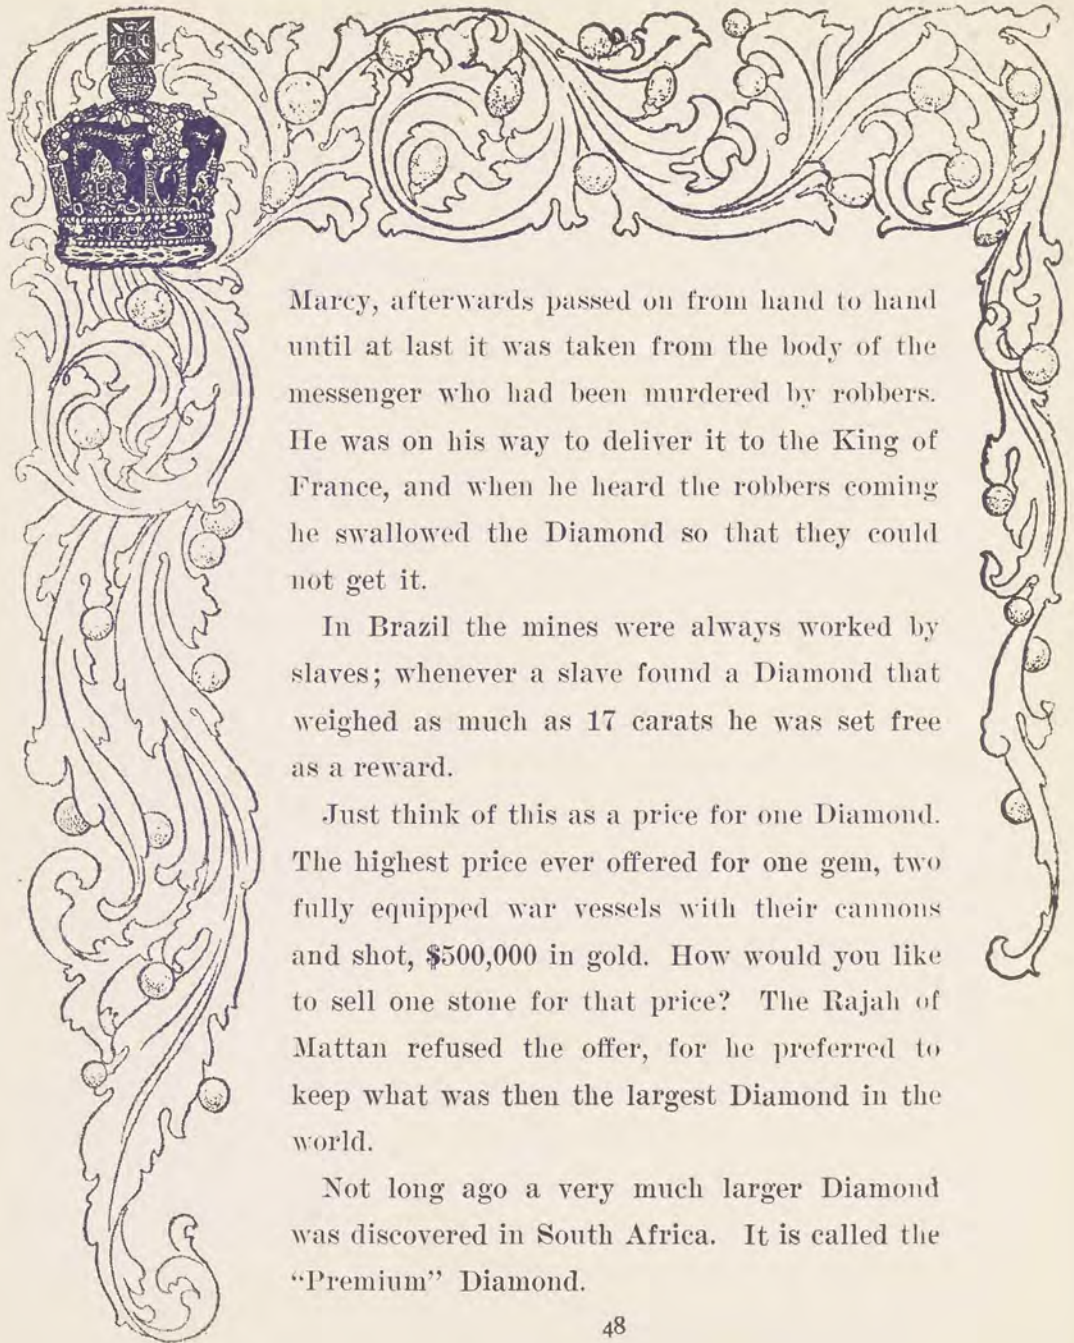 Marcy, afterwards passed on from hand to hand
until at last it was taken from the body of the
messenger who had been murdered by robbers.
He was on his way to deliver it to the King of
France, and when he heard the robbers coming
he swallowed the Diamond so that they could
not get it.
In Brazil the mines were always worked by
slaves; whenever a slave found a Diamond that
weighed as much as 17 carats he was set free
as a reward.
Just think of this as a price for one Diamond.
The highest price ever offered for one gem, two
fully equipped war vessels with their cannons
and shot, $500,000 in gold. How would you like
to sell one stone for that price? The Rajah of
Mattan refused the offer, for he preferred to
keep what was then the largest Diamond in the
world.
Not long ago a very much larger Diamond
was discovered in South Africa. It is called the
“Premium” Diamond.
48